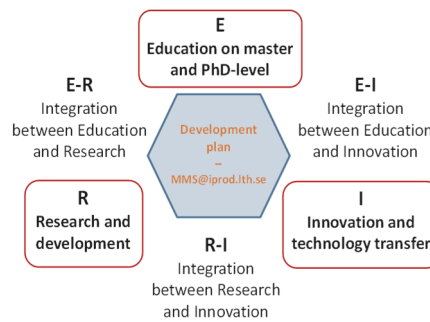 E
Education on master
and PhD-level
E-R
Integration
between Education
and Research
E-I
Integration
between Education
and Innovation
Development
plan
–
MMS@iprod.lth.se
R
Research and
development
I
Innovation and
technology transfer
R-I
Integration
between Research
and Innovation